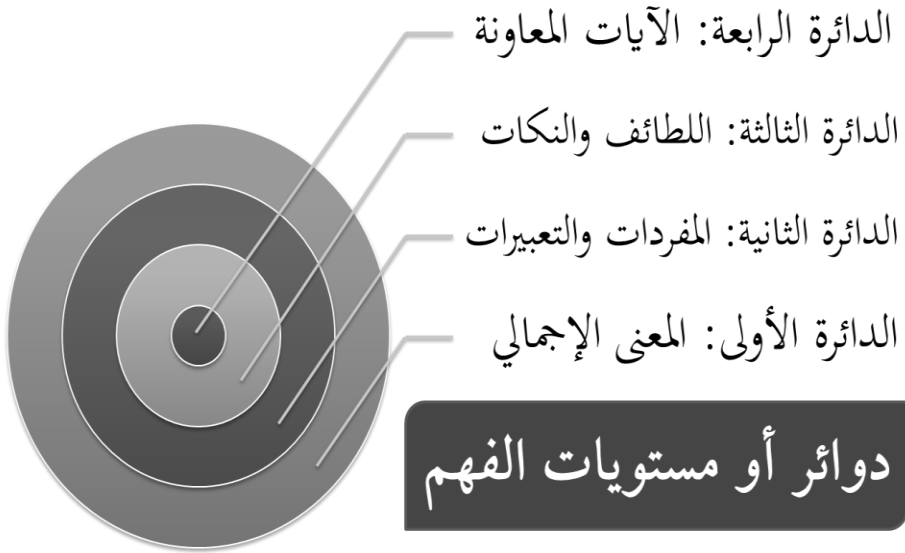 الدائرة الرابعة: الآيات المعاونة
الدائرة الثالثة: اللطائف والنكات
الدائرة الثانية: المفردات والتعبيرات
الدائرة الأولى: المعنى الإجمالي
دوائر أو مستويات الفهم